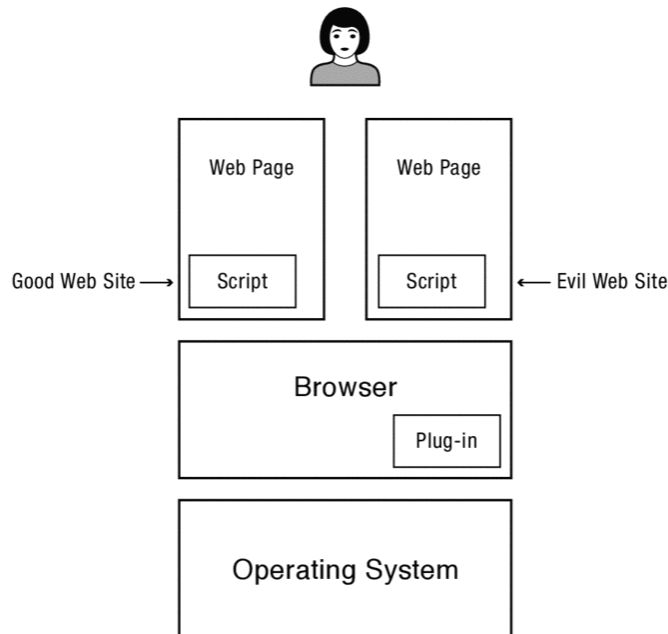 Web Page
Web Page
Good Web Site
Script
Script
Evil Web Site
Browser
Plug-in
Operating System